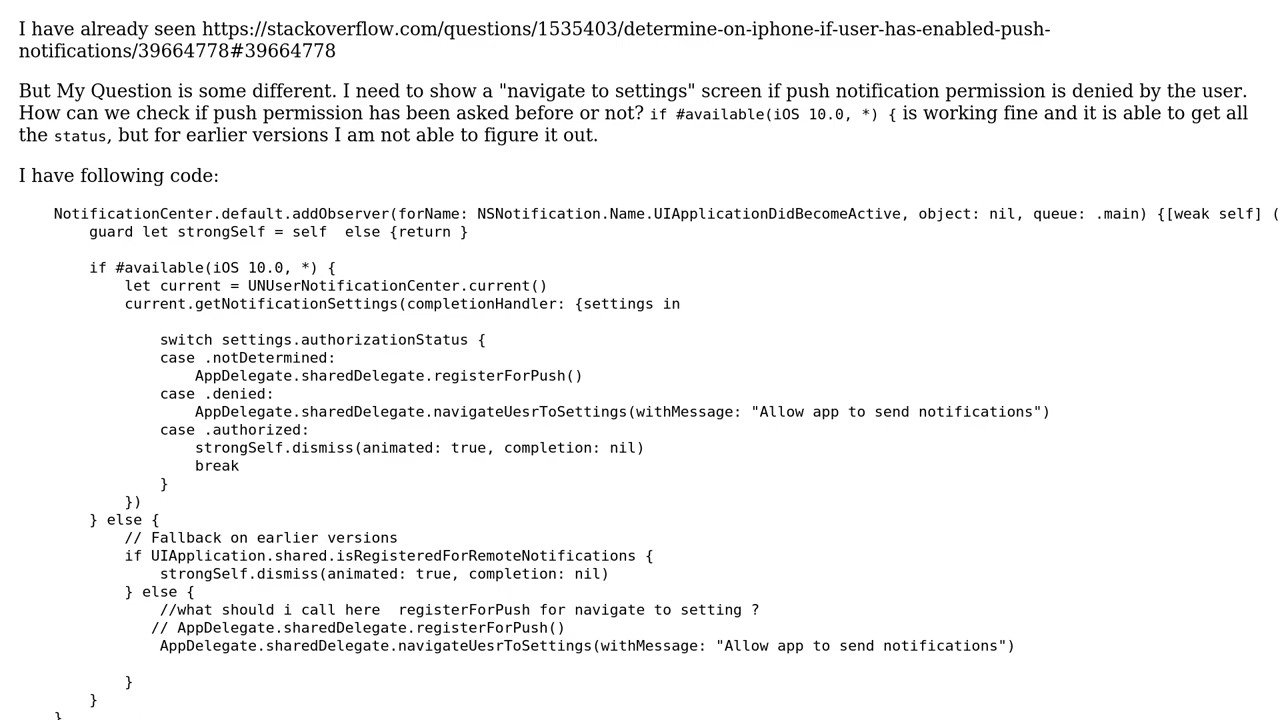 I have already seen https://stackoverflow.com/questions/1535403/determine-on-iphone-if-user-has-enabled-push-
notifications/39664778#39664778
But My Question is some different. I need to show a "navigate to settings" screen if push notification permission is denied by the user.
How can we check if push permission has been asked before or not? if #available(iOS 10.0, *) { is working fine and it is able to get all
the status, but for earlier versions I am not able to figure it out.
I have following code:
NotificationCenter.default.addObserver(forName: NSNotification.Name.UIApplicationDidBecomeActive, object: nil, queue: .main) {[weak self] (
guard let strongSelf = self  else {return }
if #available(iOS 10.0, *) {
let current = UNUserNotificationCenter.current()
current.getNotificationSettings(completionHandler: {settings in
switch settings.authorizationStatus {
case .notDetermined:
AppDelegate.sharedDelegate.registerForPush()
case .denied:
AppDelegate.sharedDelegate.navigateUesrToSettings(withMessage: "Allow app to send notifications")
case .authorized:
strongSelf.dismiss(animated: true, completion: nil)
break
}
})
} else {
// Fallback on earlier versions
if UIApplication.shared.isRegisteredForRemoteNotifications {
strongSelf.dismiss(animated: true, completion: nil)
} else {
//what should i call here  registerForPush for navigate to setting ?
// AppDelegate.sharedDelegate.registerForPush()
AppDelegate.sharedDelegate.navigateUesrToSettings(withMessage: "Allow app to send notifications")
}
}
}